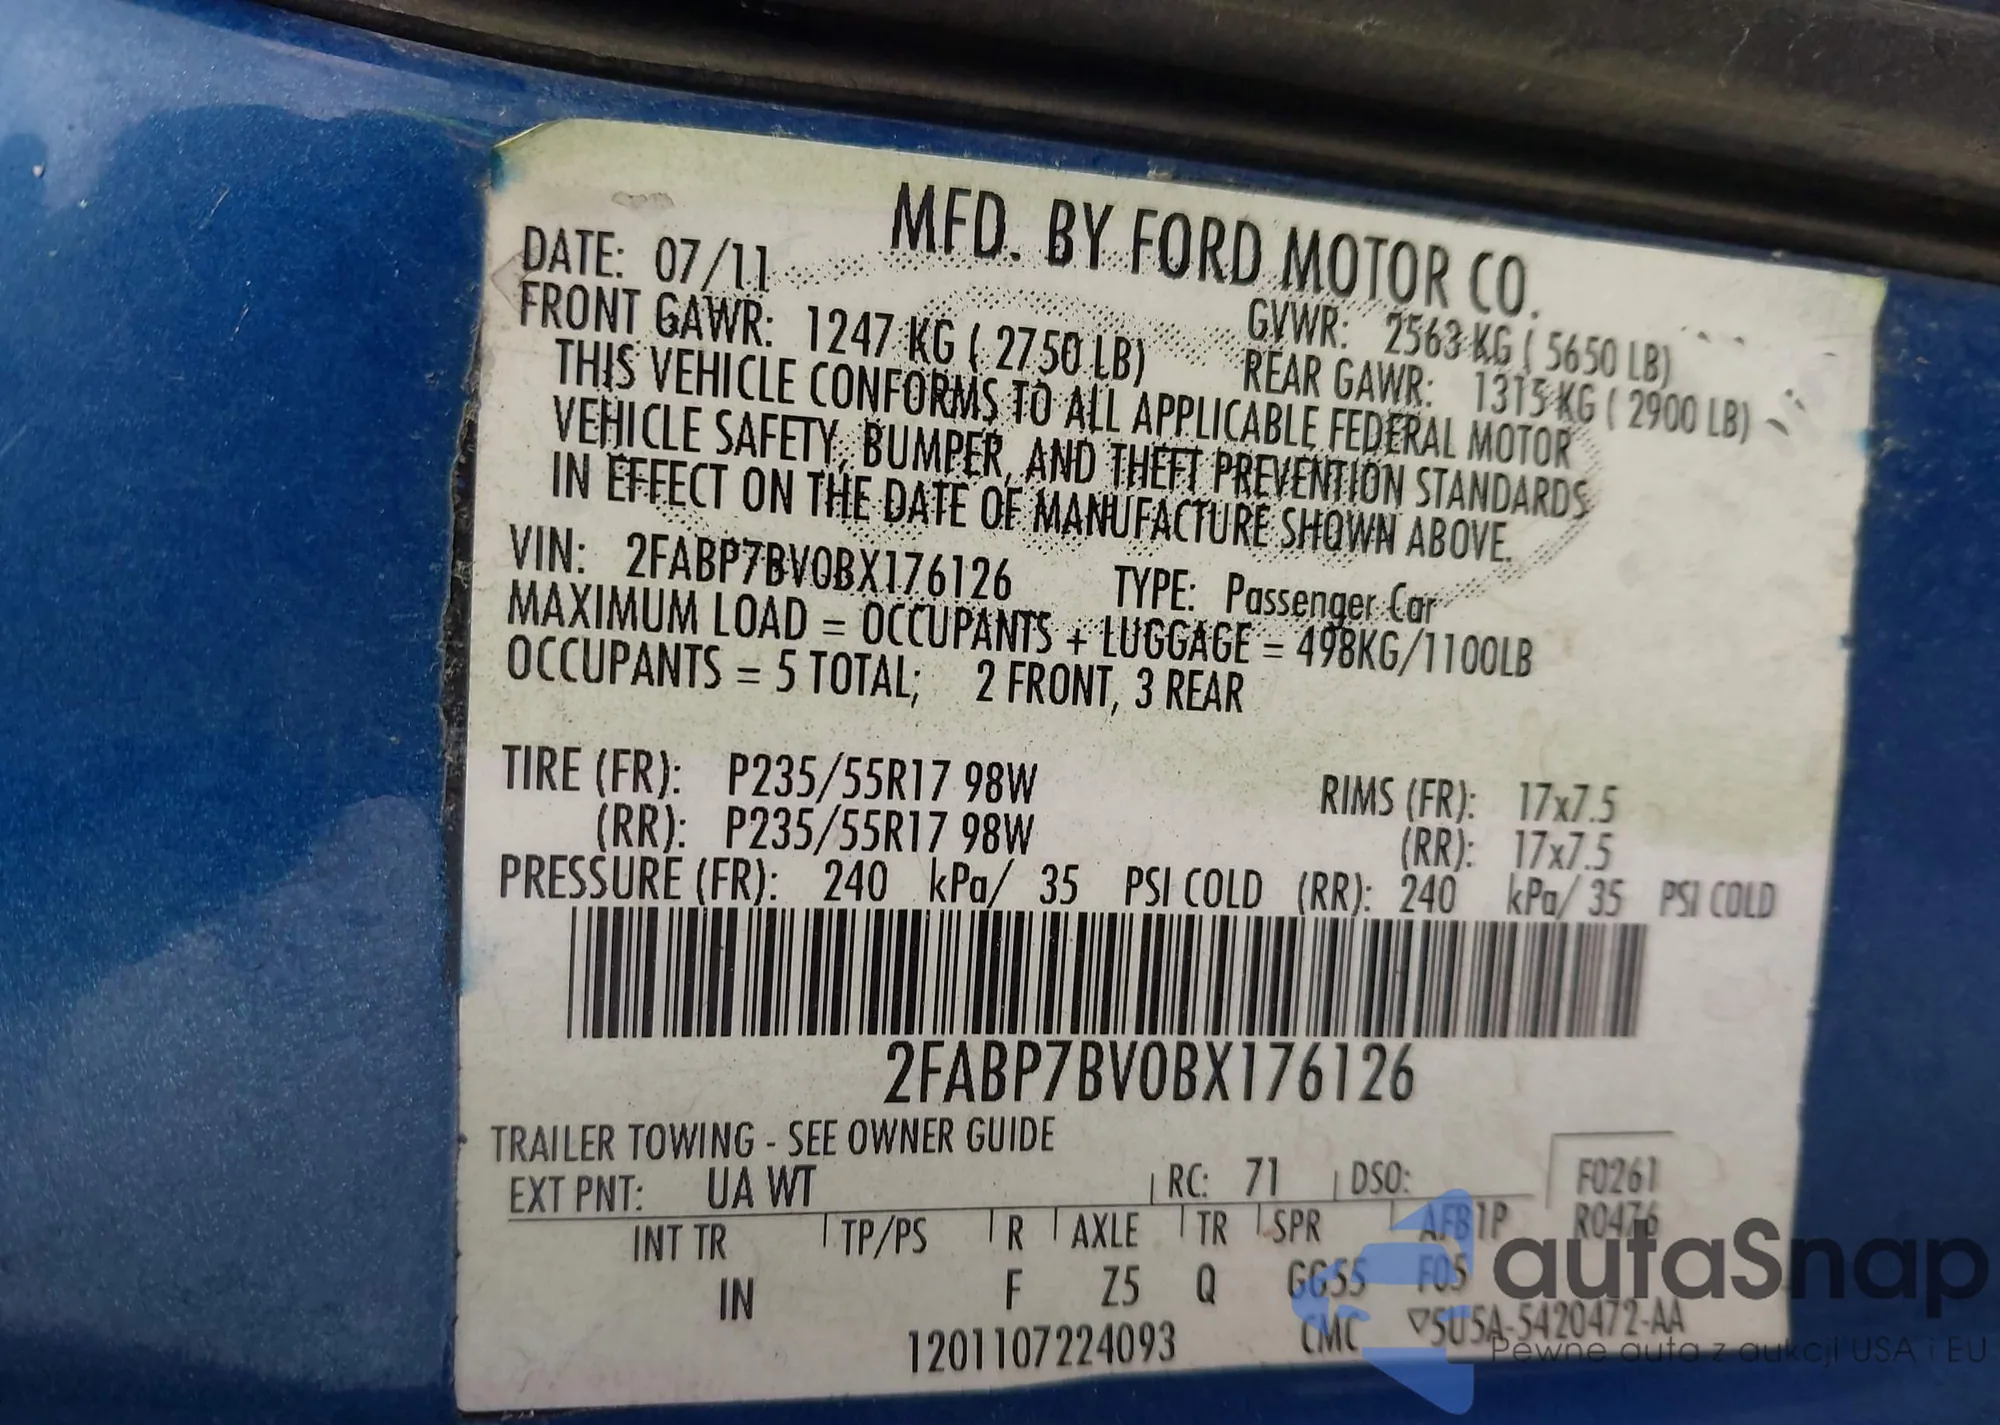 MFD. BY FORD MOTOR CO.
DATE: 07/11
GVWR: 2563 KG ( 5650 LB)
FRONT GAWR: 1247 KG ( 2750 LB)
REAR GAWR: 1315 KG ( 2900 LB)
THIS VEHICLE CONFORMS TO ALL APPLICABLE FEDERAL MOTOR
VEHICLE SAFETY, BUMPER, AND THEFT PREVENTION STANDARDS
IN EFFECT ON THE DATE OF MANUFACTURE SHOWN ABOVE.
VIN: 2FABP7BV0BX176126 TYPE: Passenger Car
MAXIMUM LOAD = OCCUPANTS + LUGGAGE = 498KG/1100LB
OCCUPANTS = 5 TOTAL; 2 FRONT, 3 REAR
TIRE (FR): P235/55R17 98W RIMS (FR): 17x7.5
(RR): P235/55R17 98W (RR): 17x7.5
PRESSURE (FR): 240 kPa/ 35 PSI COLD (RR): 240 kPa/ 35 PSI COLD
2FABP7BV0BX176126
TRAILER TOWING - SEE OWNER GUIDE
EXT PNT: UA WT RC: 71 DSO: F0261
INT TR TP/PS R AXLE TR SPR AFB1P R0476
IN F Z5 Q GG55 F05
1201107224093 CMC ▽5U5A-5420472-AA
autaSnap
Pewne auta z aukcji USA i EU